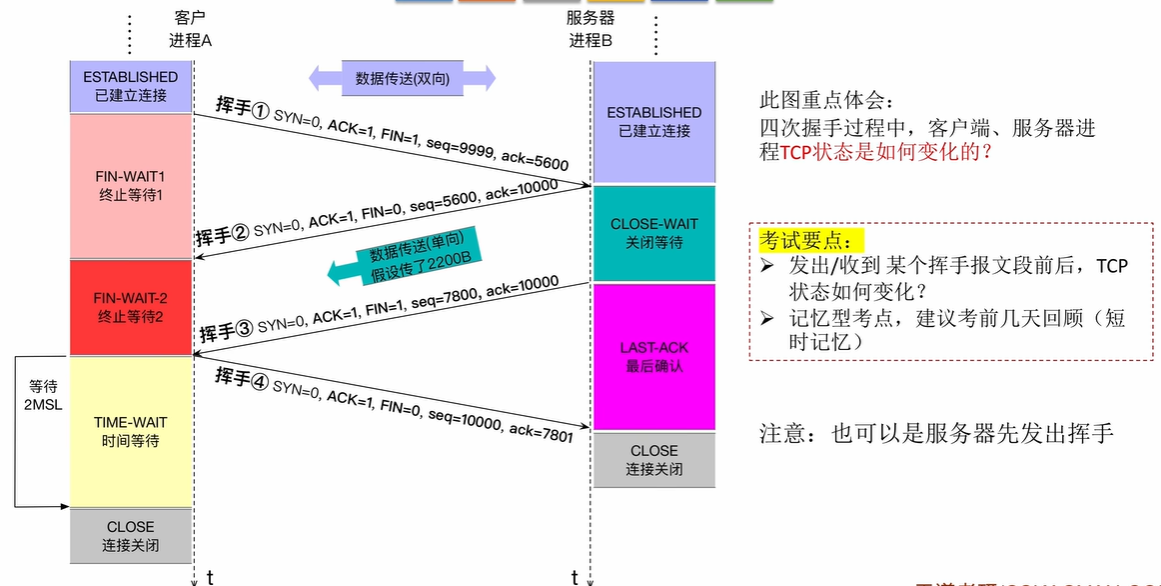 客户
进程A
服务器
进程B
ESTABLISHED
已建立连接
数据传送(双向)
ESTABLISHED
已建立连接
挥手① SYN=0, ACK=1, FIN=1, seq=9999, ack=5600
FIN-WAIT1
终止等待1
挥手② SYN=0, ACK=1, FIN=0, seq=5600, ack=10000
CLOSE-WAIT
关闭等待
数据传送(单向)
假设传了2200B
FIN-WAIT-2
终止等待2
挥手③ SYN=0, ACK=1, FIN=1, seq=7800, ack=10000
LAST-ACK
最后确认
挥手④ SYN=0, ACK=1, FIN=0, seq=10000, ack=7801
等待
2MSL
TIME-WAIT
时间等待
CLOSE
连接关闭
CLOSE
连接关闭
t
t
此图重点体会：
四次握手过程中，客户端、服务器进
程TCP状态是如何变化的？
考试要点：
➢ 发出/收到 某个挥手报文段前后，TCP
状态如何变化？
➢ 记忆型考点，建议考前几天回顾（短
时记忆）
注意：也可以是服务器先发出挥手